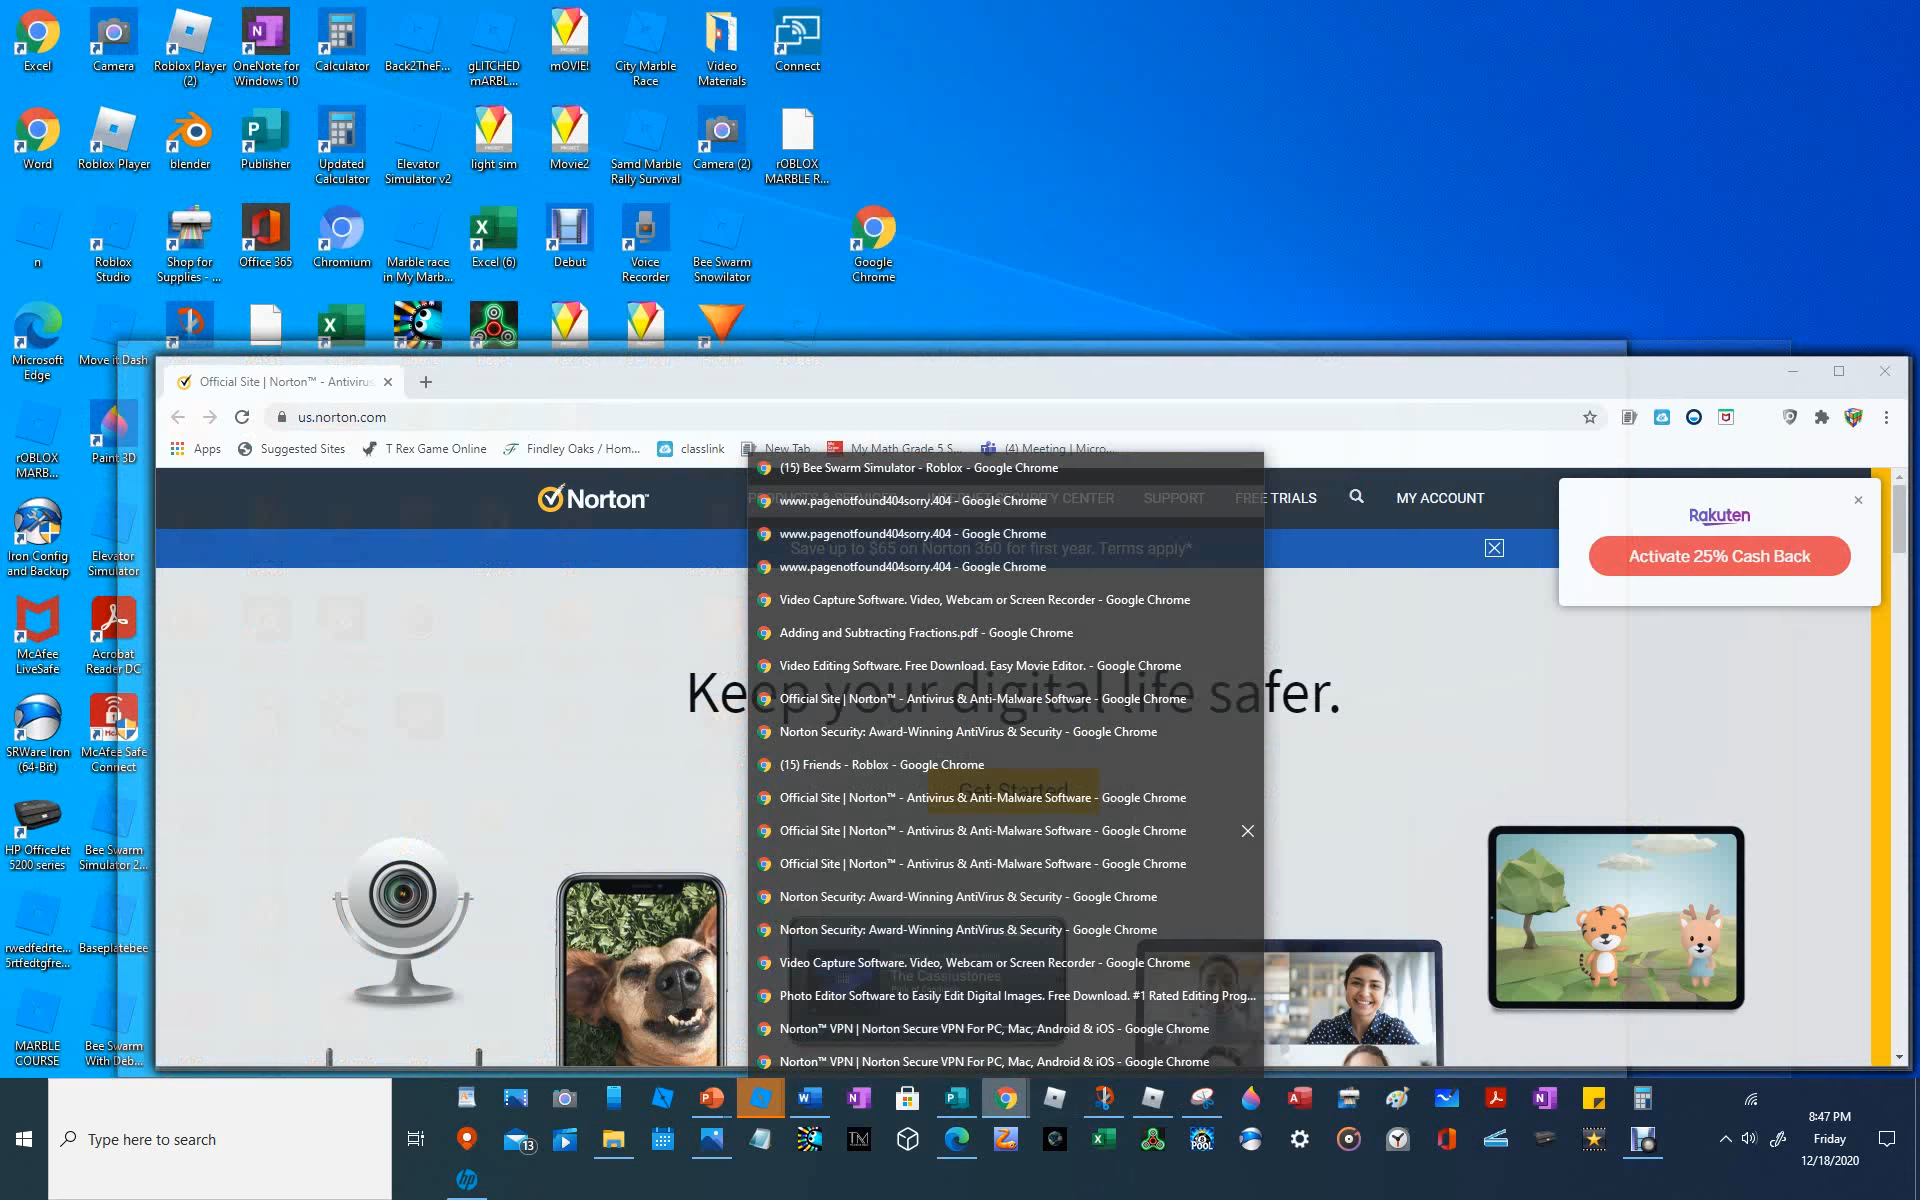 Excel
Camera
Roblox Player (2)
OneNote for Windows 10
Calculator
Back2TheF...
gLITCHED mARBL...
mOVIE!
City Marble Race
Video Materials
Connect
Word
Roblox Player
blender
Publisher
Updated Calculator
Elevator Simulator v2
light sim
Movie2
Samd Marble Rally Survival
Camera (2)
rOBLOX MARBLE R...
n
Roblox Studio
Shop for Supplies - ...
Office 365
Chromium
Marble race in My Marb...
Excel (6)
Debut
Voice Recorder
Bee Swarm Snowilator
Google Chrome
Microsoft Edge
Move it Dash
rOBLOX MARB...
Paint 3D
Iron Config and Backup
Elevator Simulator
McAfee LiveSafe
Acrobat Reader DC
SRWare Iron (64-Bit)
McAfee Safe Connect
HP OfficeJet 5200 series
Bee Swarm Simulator 2...
rwedfedrte... 5rtfedtgfre...
Baseplatebee
MARBLE COURSE
Bee Swarm With Deb...
Official Site | Norton™ - Antivirus
us.norton.com
Apps
Suggested Sites
T Rex Game Online
Findley Oaks / Hom...
classlink
New Tab
My Math Grade 5 S...
(4) Meeting | Micro...
Norton
PRODUCTS & SERVICES
SECURITY CENTER
SUPPORT
FREE TRIALS
MY ACCOUNT
Save up to $65 on Norton 360 for first year. Terms apply*
Rakuten
Activate 25% Cash Back
Keep your digital life safer.
Get Started
The Cassiustones
(15) Bee Swarm Simulator - Roblox - Google Chrome
www.pagenotfound404sorry.404 - Google Chrome
www.pagenotfound404sorry.404 - Google Chrome
www.pagenotfound404sorry.404 - Google Chrome
Video Capture Software. Video, Webcam or Screen Recorder - Google Chrome
Adding and Subtracting Fractions.pdf - Google Chrome
Video Editing Software. Free Download. Easy Movie Editor. - Google Chrome
Official Site | Norton™ - Antivirus & Anti-Malware Software - Google Chrome
Norton Security: Award-Winning AntiVirus & Security - Google Chrome
(15) Friends - Roblox - Google Chrome
Official Site | Norton™ - Antivirus & Anti-Malware Software - Google Chrome
Official Site | Norton™ - Antivirus & Anti-Malware Software - Google Chrome
Official Site | Norton™ - Antivirus & Anti-Malware Software - Google Chrome
Norton Security: Award-Winning AntiVirus & Security - Google Chrome
Norton Security: Award-Winning AntiVirus & Security - Google Chrome
Video Capture Software. Video, Webcam or Screen Recorder - Google Chrome
Photo Editor Software to Easily Edit Digital Images. Free Download. #1 Rated Editing Prog...
Norton™ VPN | Norton Secure VPN For PC, Mac, Android & iOS - Google Chrome
Norton™ VPN | Norton Secure VPN For PC, Mac, Android & iOS - Google Chrome
Type here to search
13
8:47 PM
Friday
12/18/2020